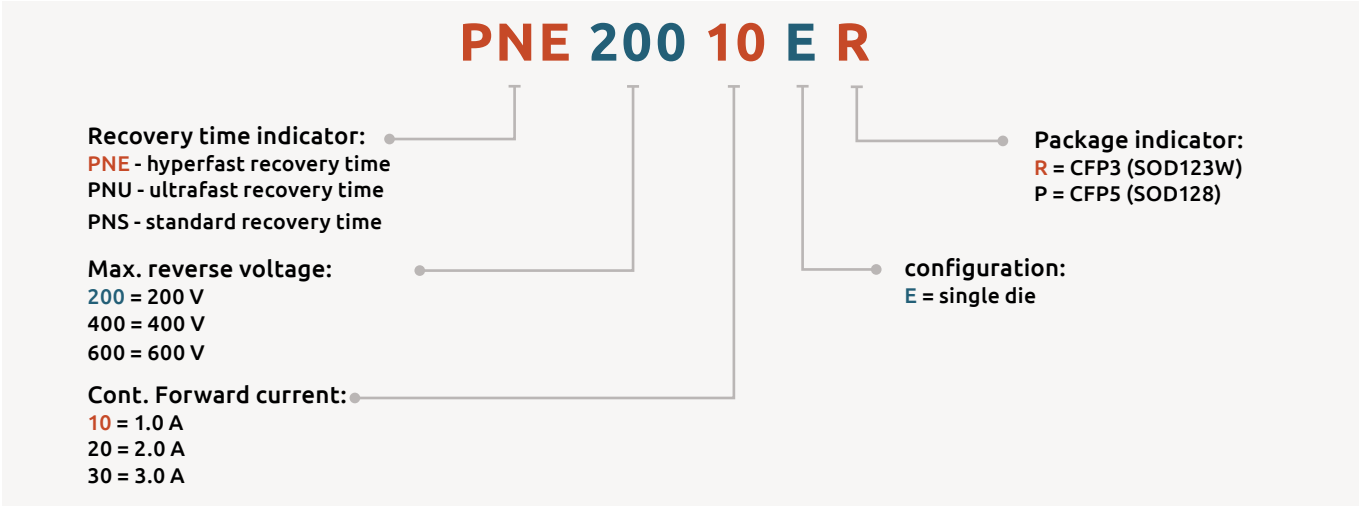 PNE 200 10 E R
Recovery time indicator:
PNE - hyperfast recovery time
PNU - ultrafast recovery time
PNS - standard recovery time
Max. reverse voltage:
200 = 200 V
400 = 400 V
600 = 600 V
Cont. Forward current:
10 = 1.0 A
20 = 2.0 A
30 = 3.0 A
Package indicator:
R = CFP3 (SOD123W)
P = CFP5 (SOD128)
configuration:
E = single die